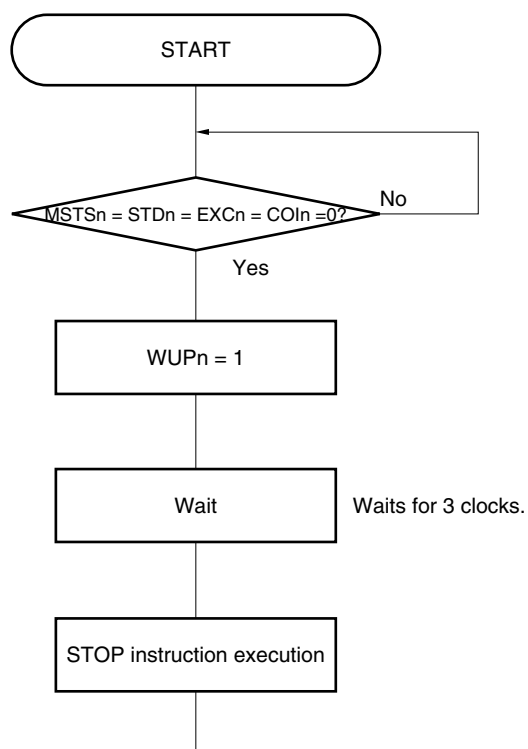 START
MSTSn = STDn = EXCn = COIn =0?
No
Yes
WUPn = 1
Wait
Waits for 3 clocks.
STOP instruction execution